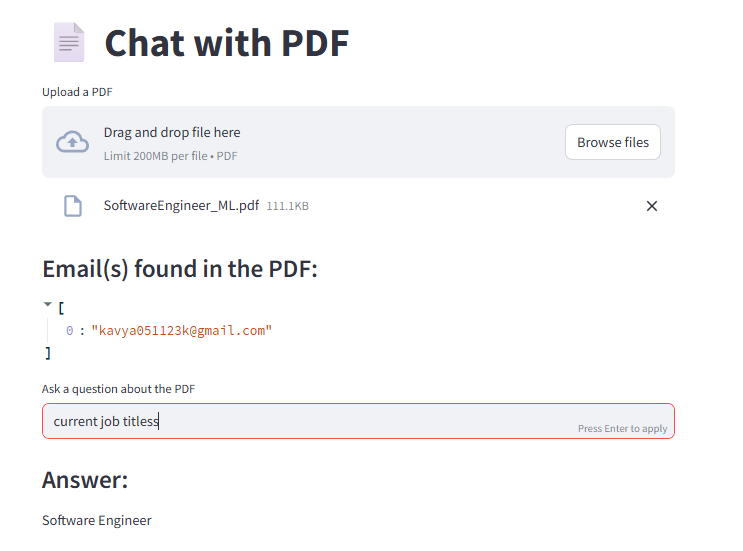 Chat with PDF
Upload a PDF
Drag and drop file here
Limit 200MB per file • PDF
Browse files
SoftwareEngineer_ML.pdf 111.1KB
Email(s) found in the PDF:
[
0 : "kavya051123k@gmail.com"
]
Ask a question about the PDF
current job titless
Press Enter to apply
Answer:
Software Engineer